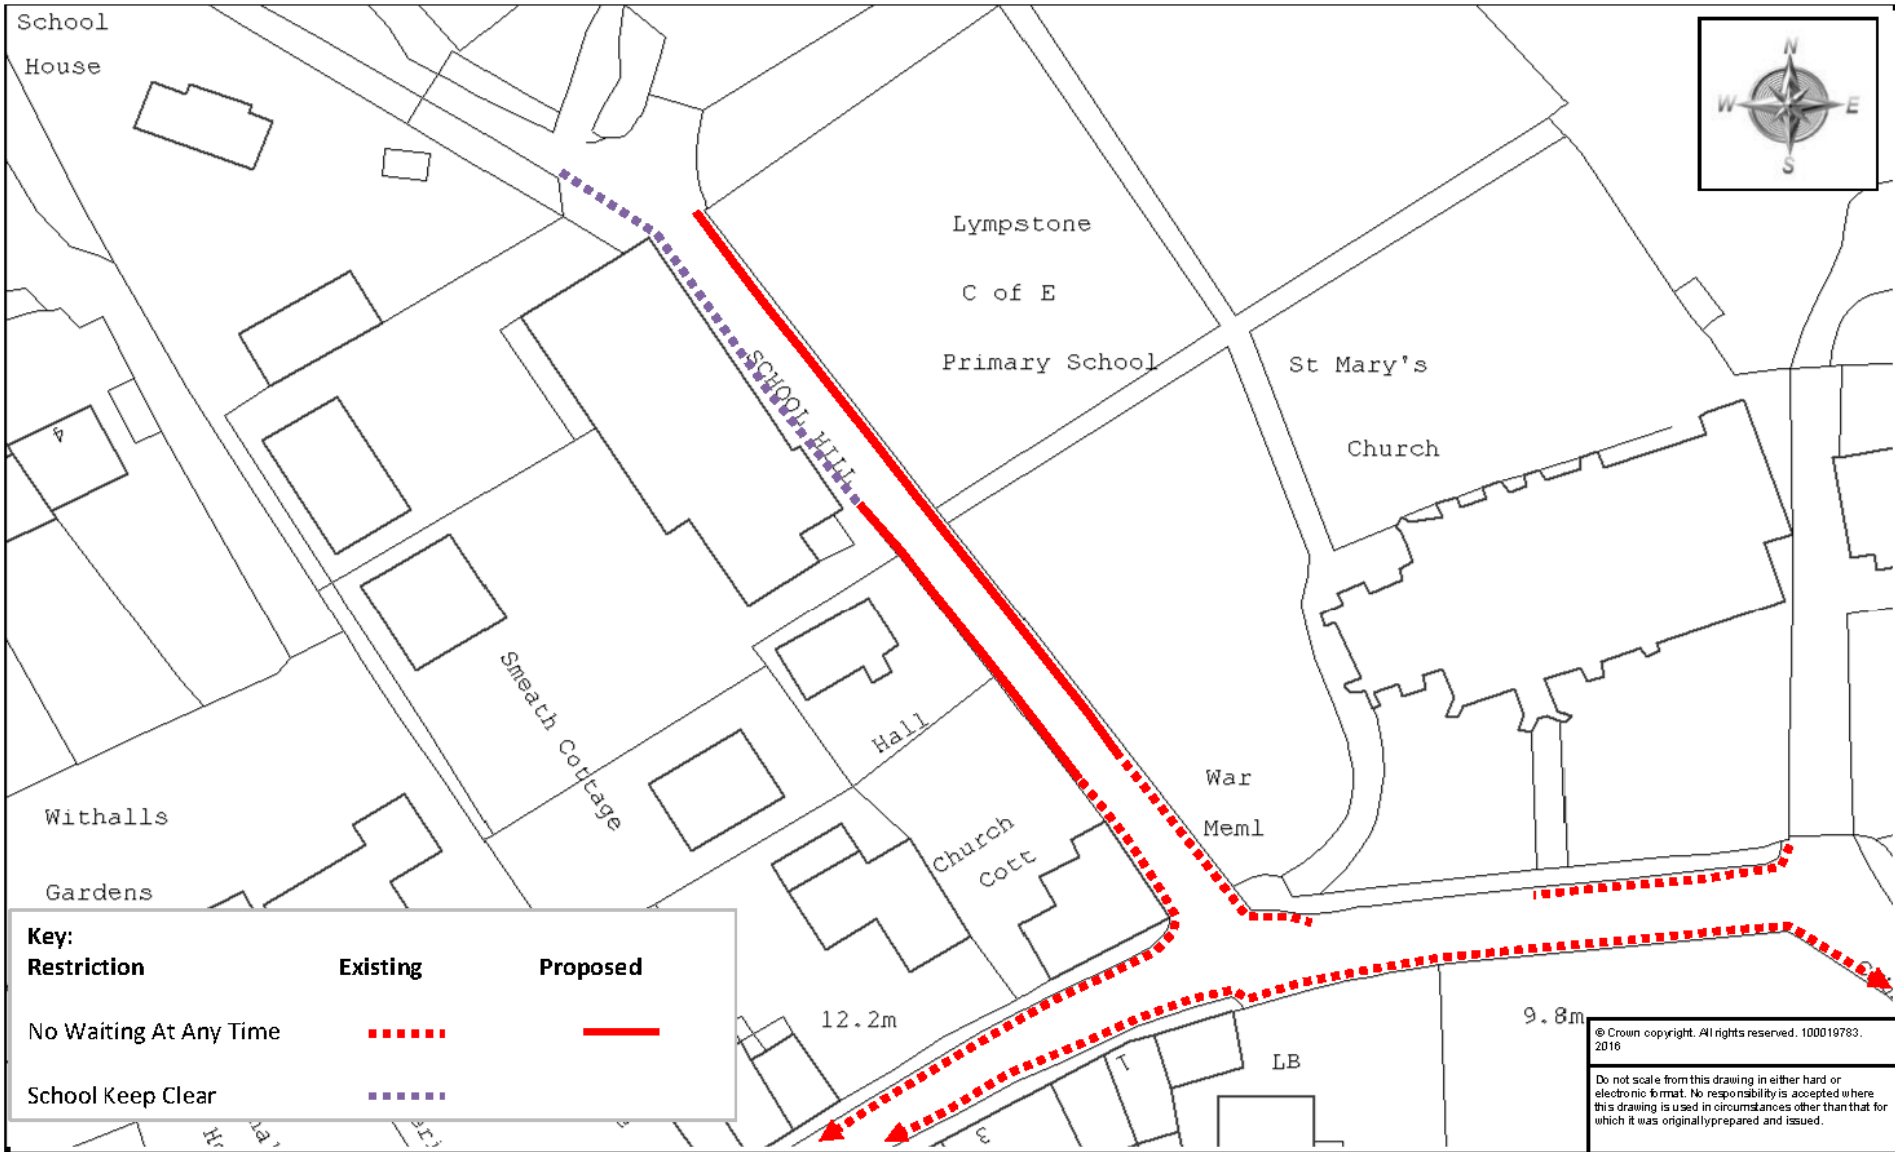 School
House
N
W
E
S
Lympstone
C of E
Primary School
St Mary's
Church
SCHOOL HILL
4
Smeath Cottage
Hall
War
Meml
Church
Cott
Withalls
Gardens
Key:
Restriction Existing Proposed
No Waiting At Any Time
School Keep Clear
12.2m
9.8m
LB
1
3
© Crown copyright. All rights reserved. 100019783.
2016
Do not scale from this drawing in either hard or
electronic format. No responsibility is accepted where
this drawing is used in circumstances other than that for
which it was originally prepared and issued.